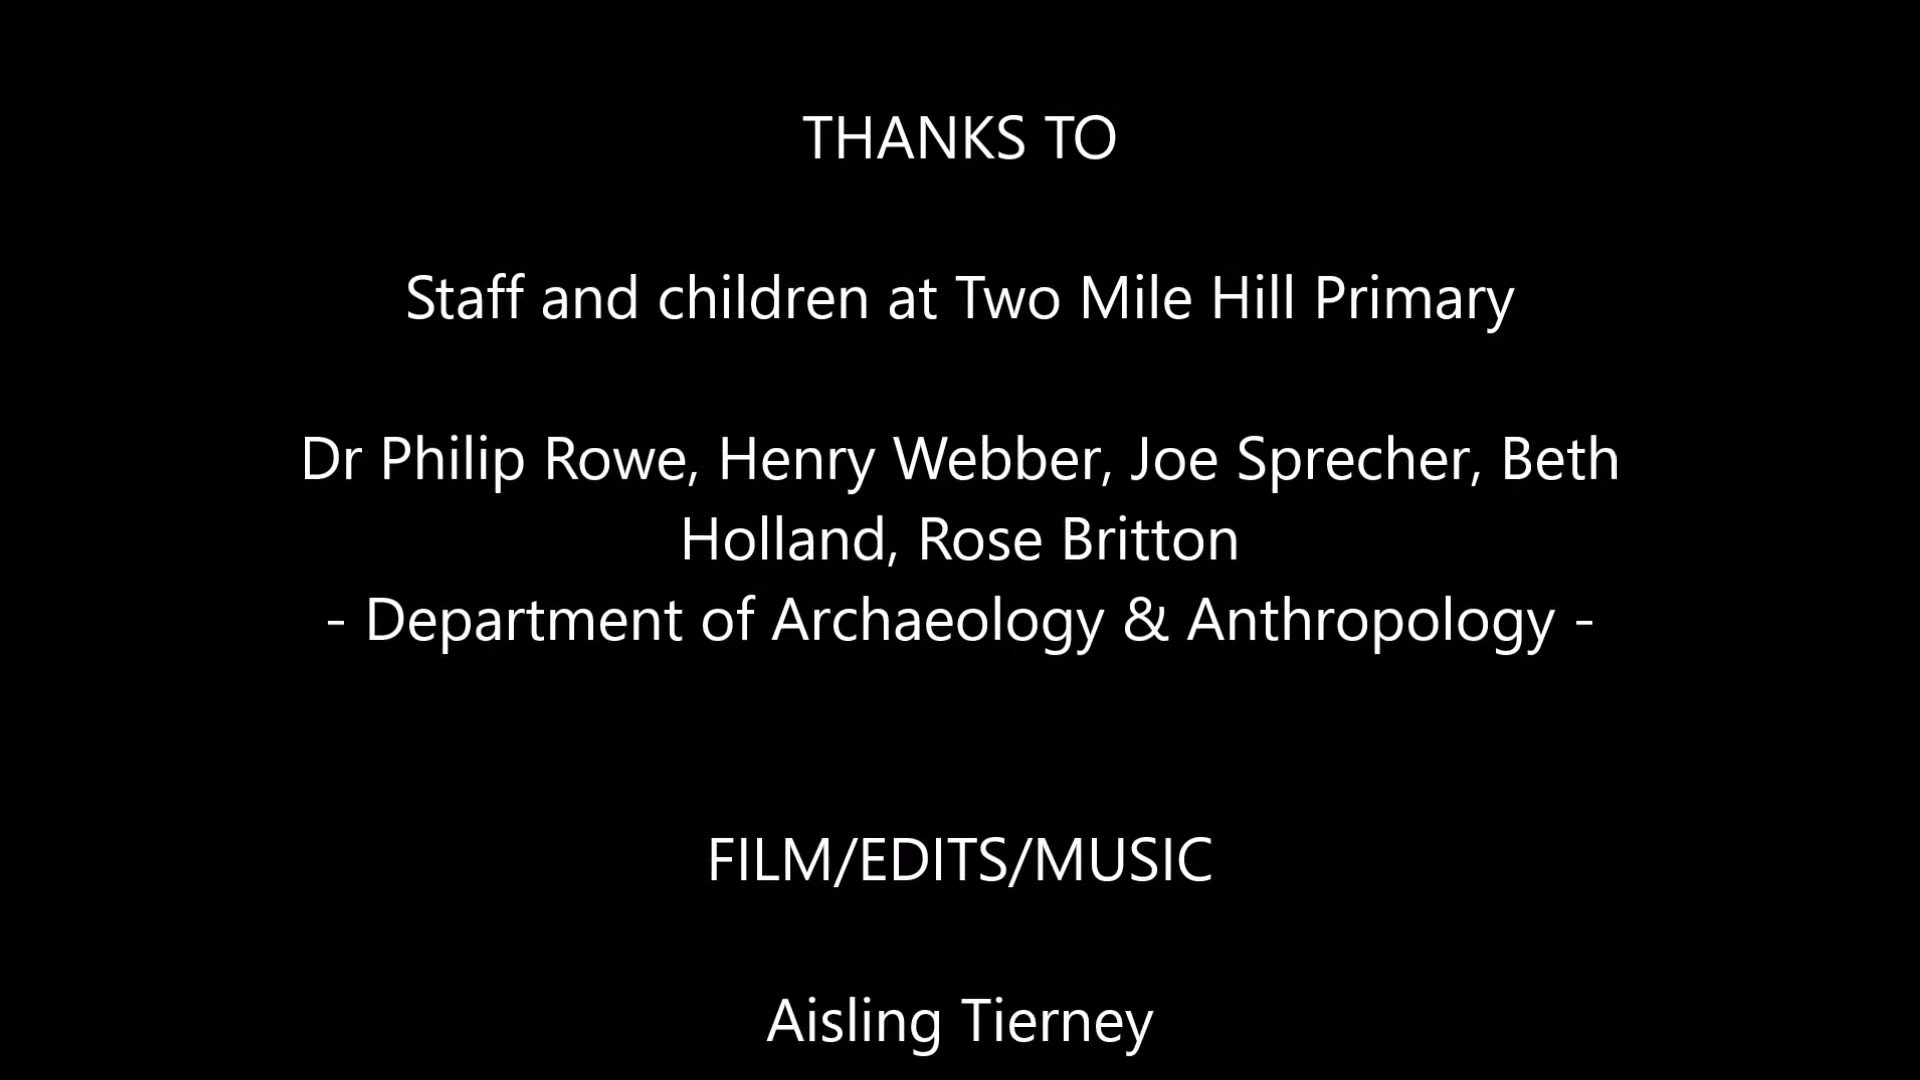 THANKS TO
Staff and children at Two Mile Hill Primary
Dr Philip Rowe, Henry Webber, Joe Sprecher, Beth
Holland, Rose Britton
- Department of Archaeology & Anthropology -
FILM/EDITS/MUSIC
Aisling Tierney